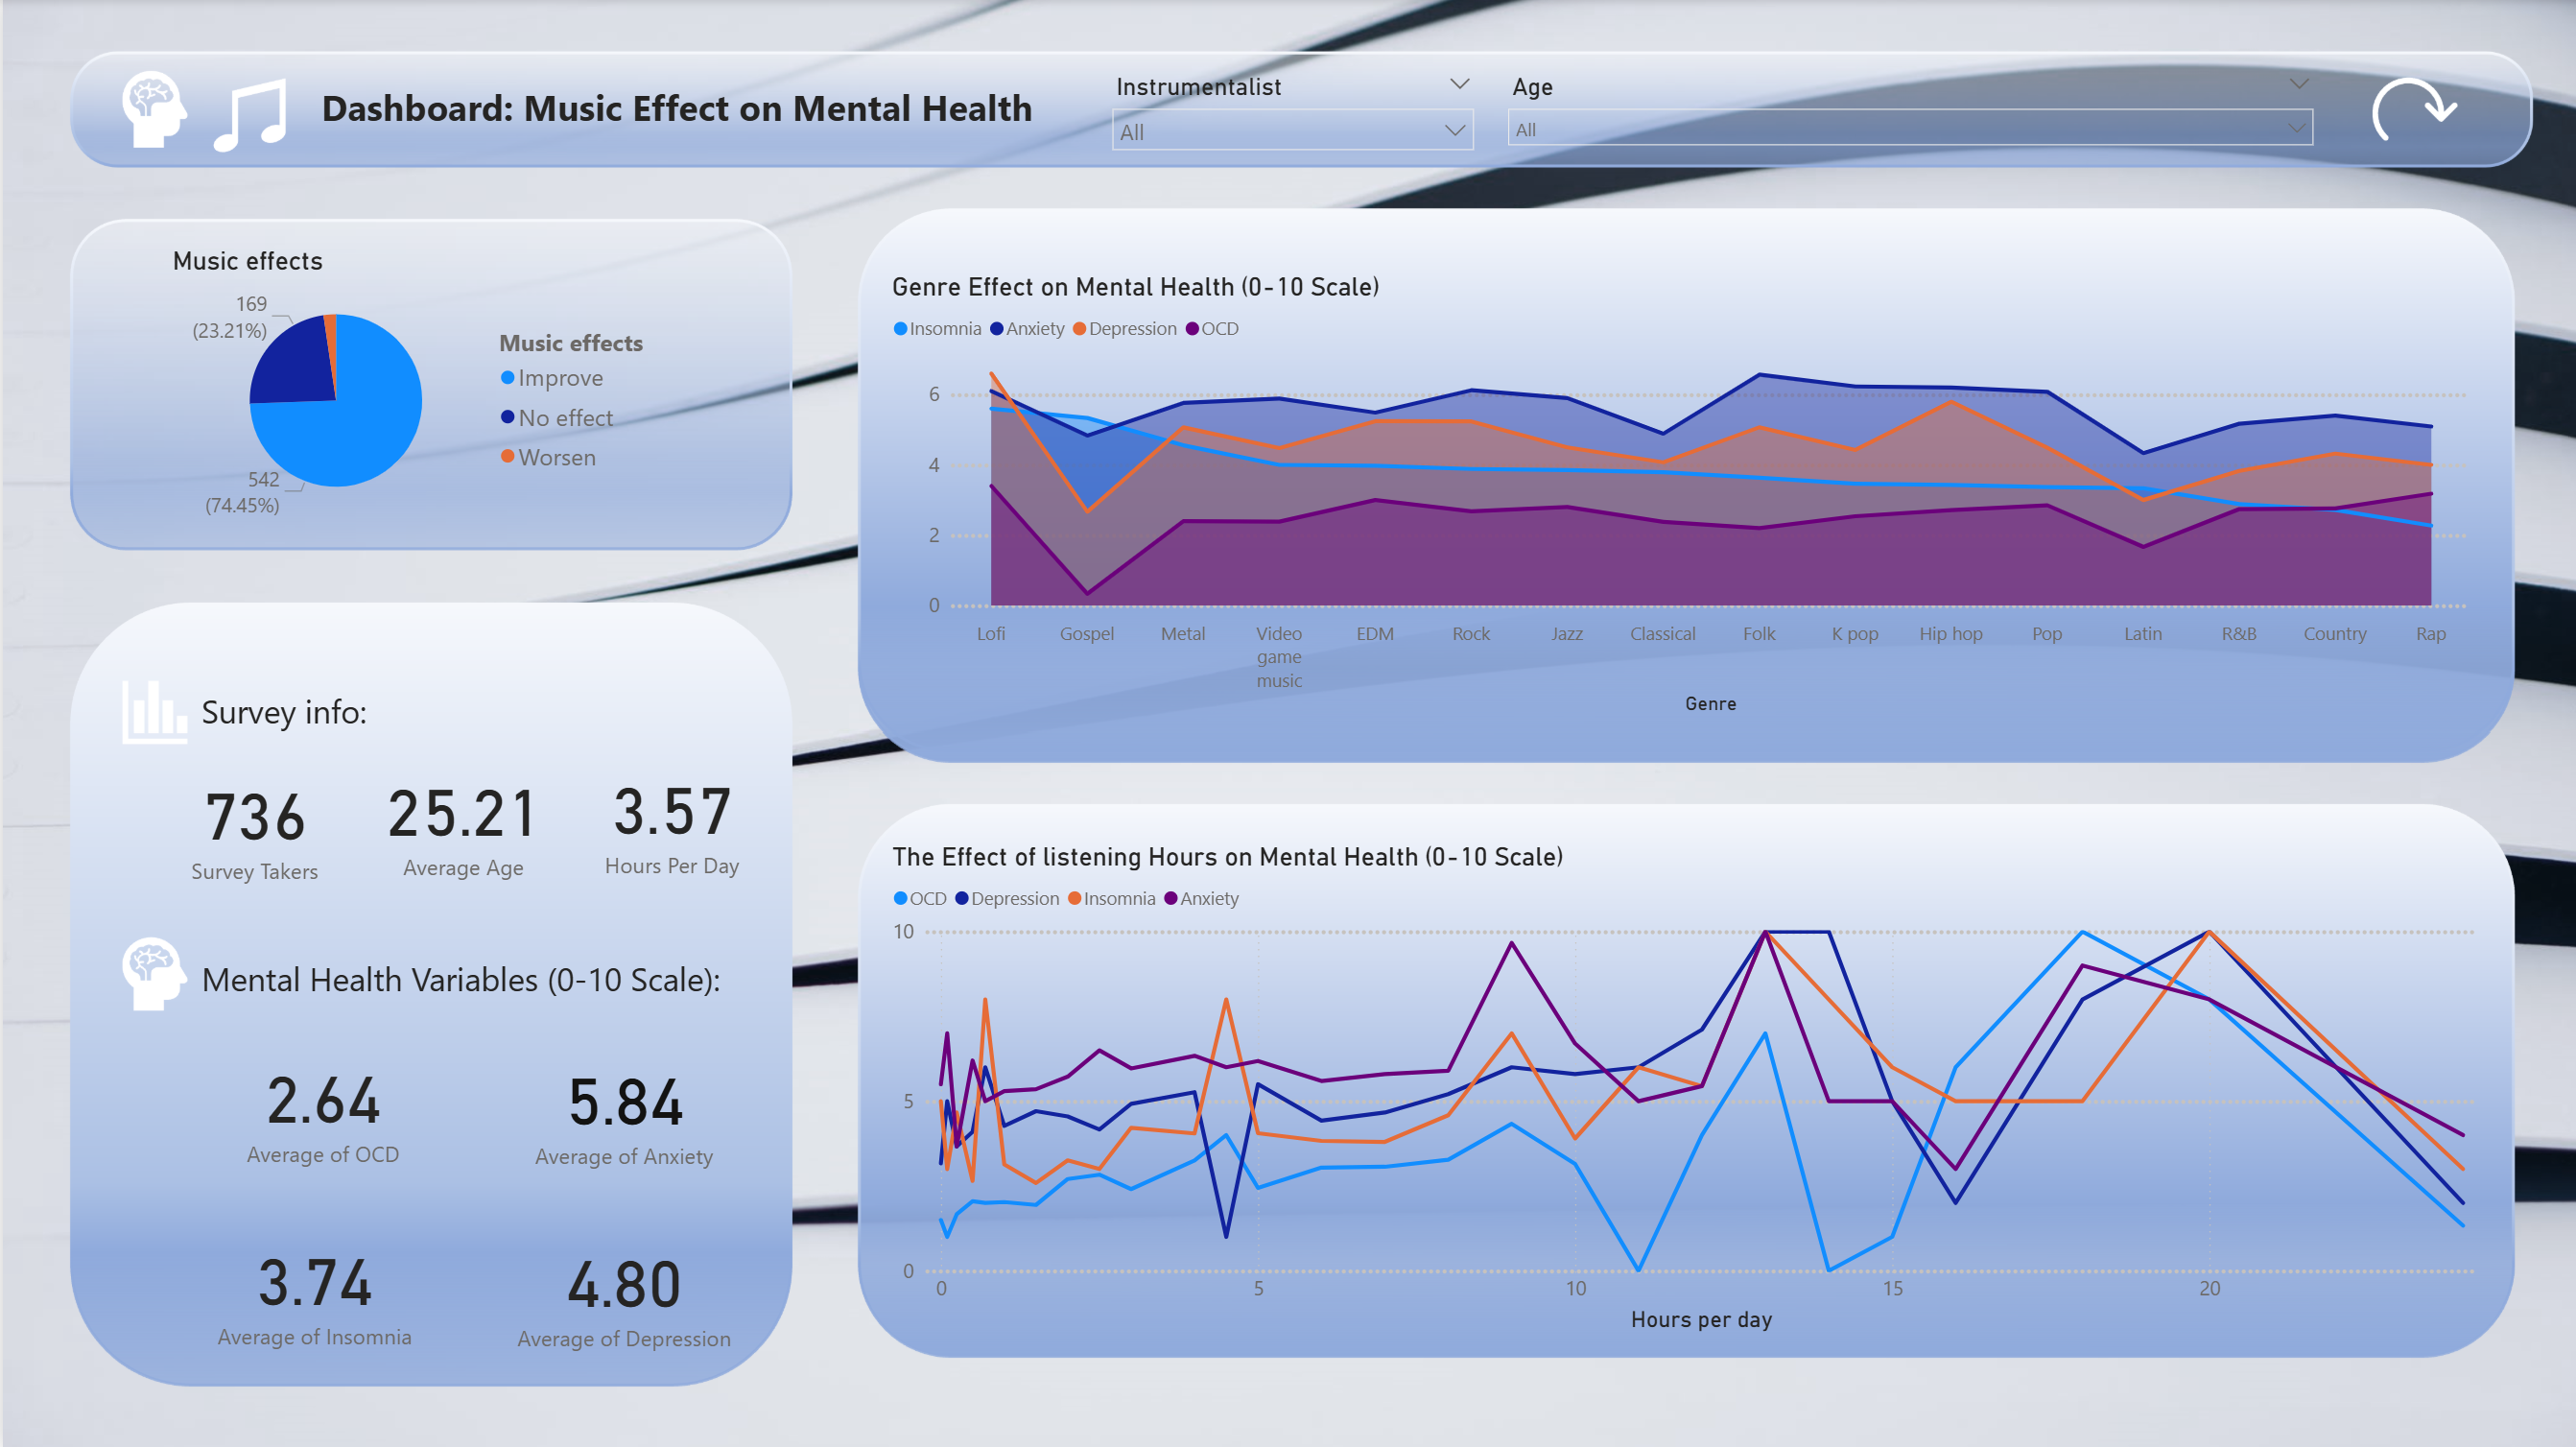 Dashboard: Music Effect on Mental Health
Instrumentalist
All
Age
All
Music effects
169
(23.21%)
542
(74.45%)
Music effects
Improve
No effect
Worsen
Genre Effect on Mental Health (0-10 Scale)
Insomnia Anxiety Depression OCD
6
4
2
0
Lofi Gospel Metal Video game music EDM Rock Jazz Classical Folk K pop Hip hop Pop Latin R&B Country Rap
Genre
Survey info:
736 25.21 3.57
Survey Takers Average Age Hours Per Day
Mental Health Variables (0-10 Scale):
2.64 5.84
Average of OCD Average of Anxiety
3.74 4.80
Average of Insomnia Average of Depression
The Effect of listening Hours on Mental Health (0-10 Scale)
OCD Depression Insomnia Anxiety
10
5
0
0 5 10 15 20
Hours per day